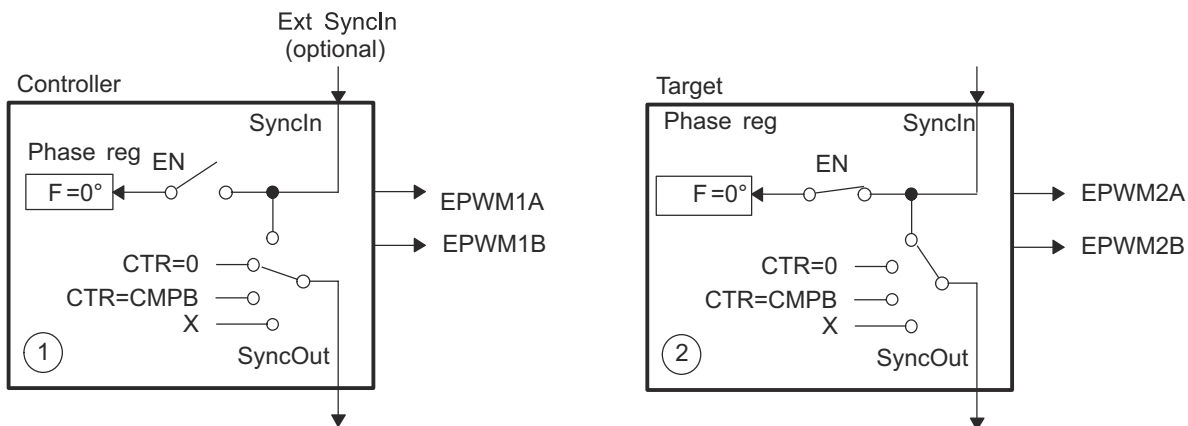 Ext SyncIn
(optional)
Controller
SyncIn
Phase reg
EN
F=0°
EPWM1A
EPWM1B
CTR=0
CTR=CMPB
X
1
SyncOut
Target
Phase reg
SyncIn
EN
F=0°
EPWM2A
EPWM2B
CTR=0
CTR=CMPB
X
2
SyncOut